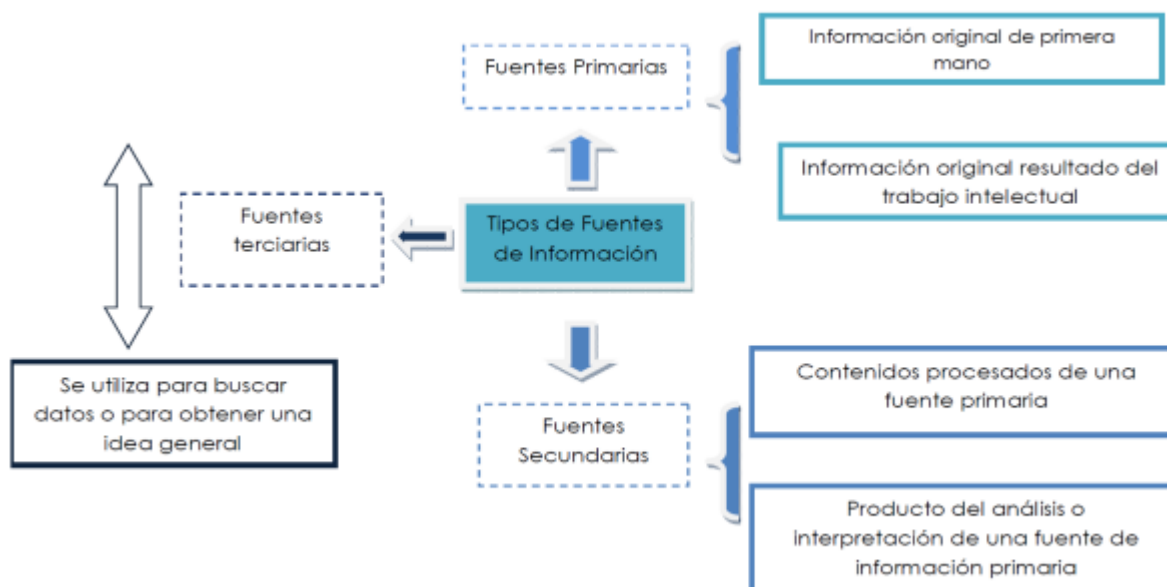 Fuentes Primarias
Información original de primera
mano
Información original resultado del
trabajo intelectual
Fuentes
terciarias
Tipos de Fuentes
de Información
Se utiliza para buscar
datos o para obtener una
idea general
Fuentes
Secundarias
Contenidos procesados de una
fuente primaria
Producto del análisis o
interpretación de una fuente de
información primaria